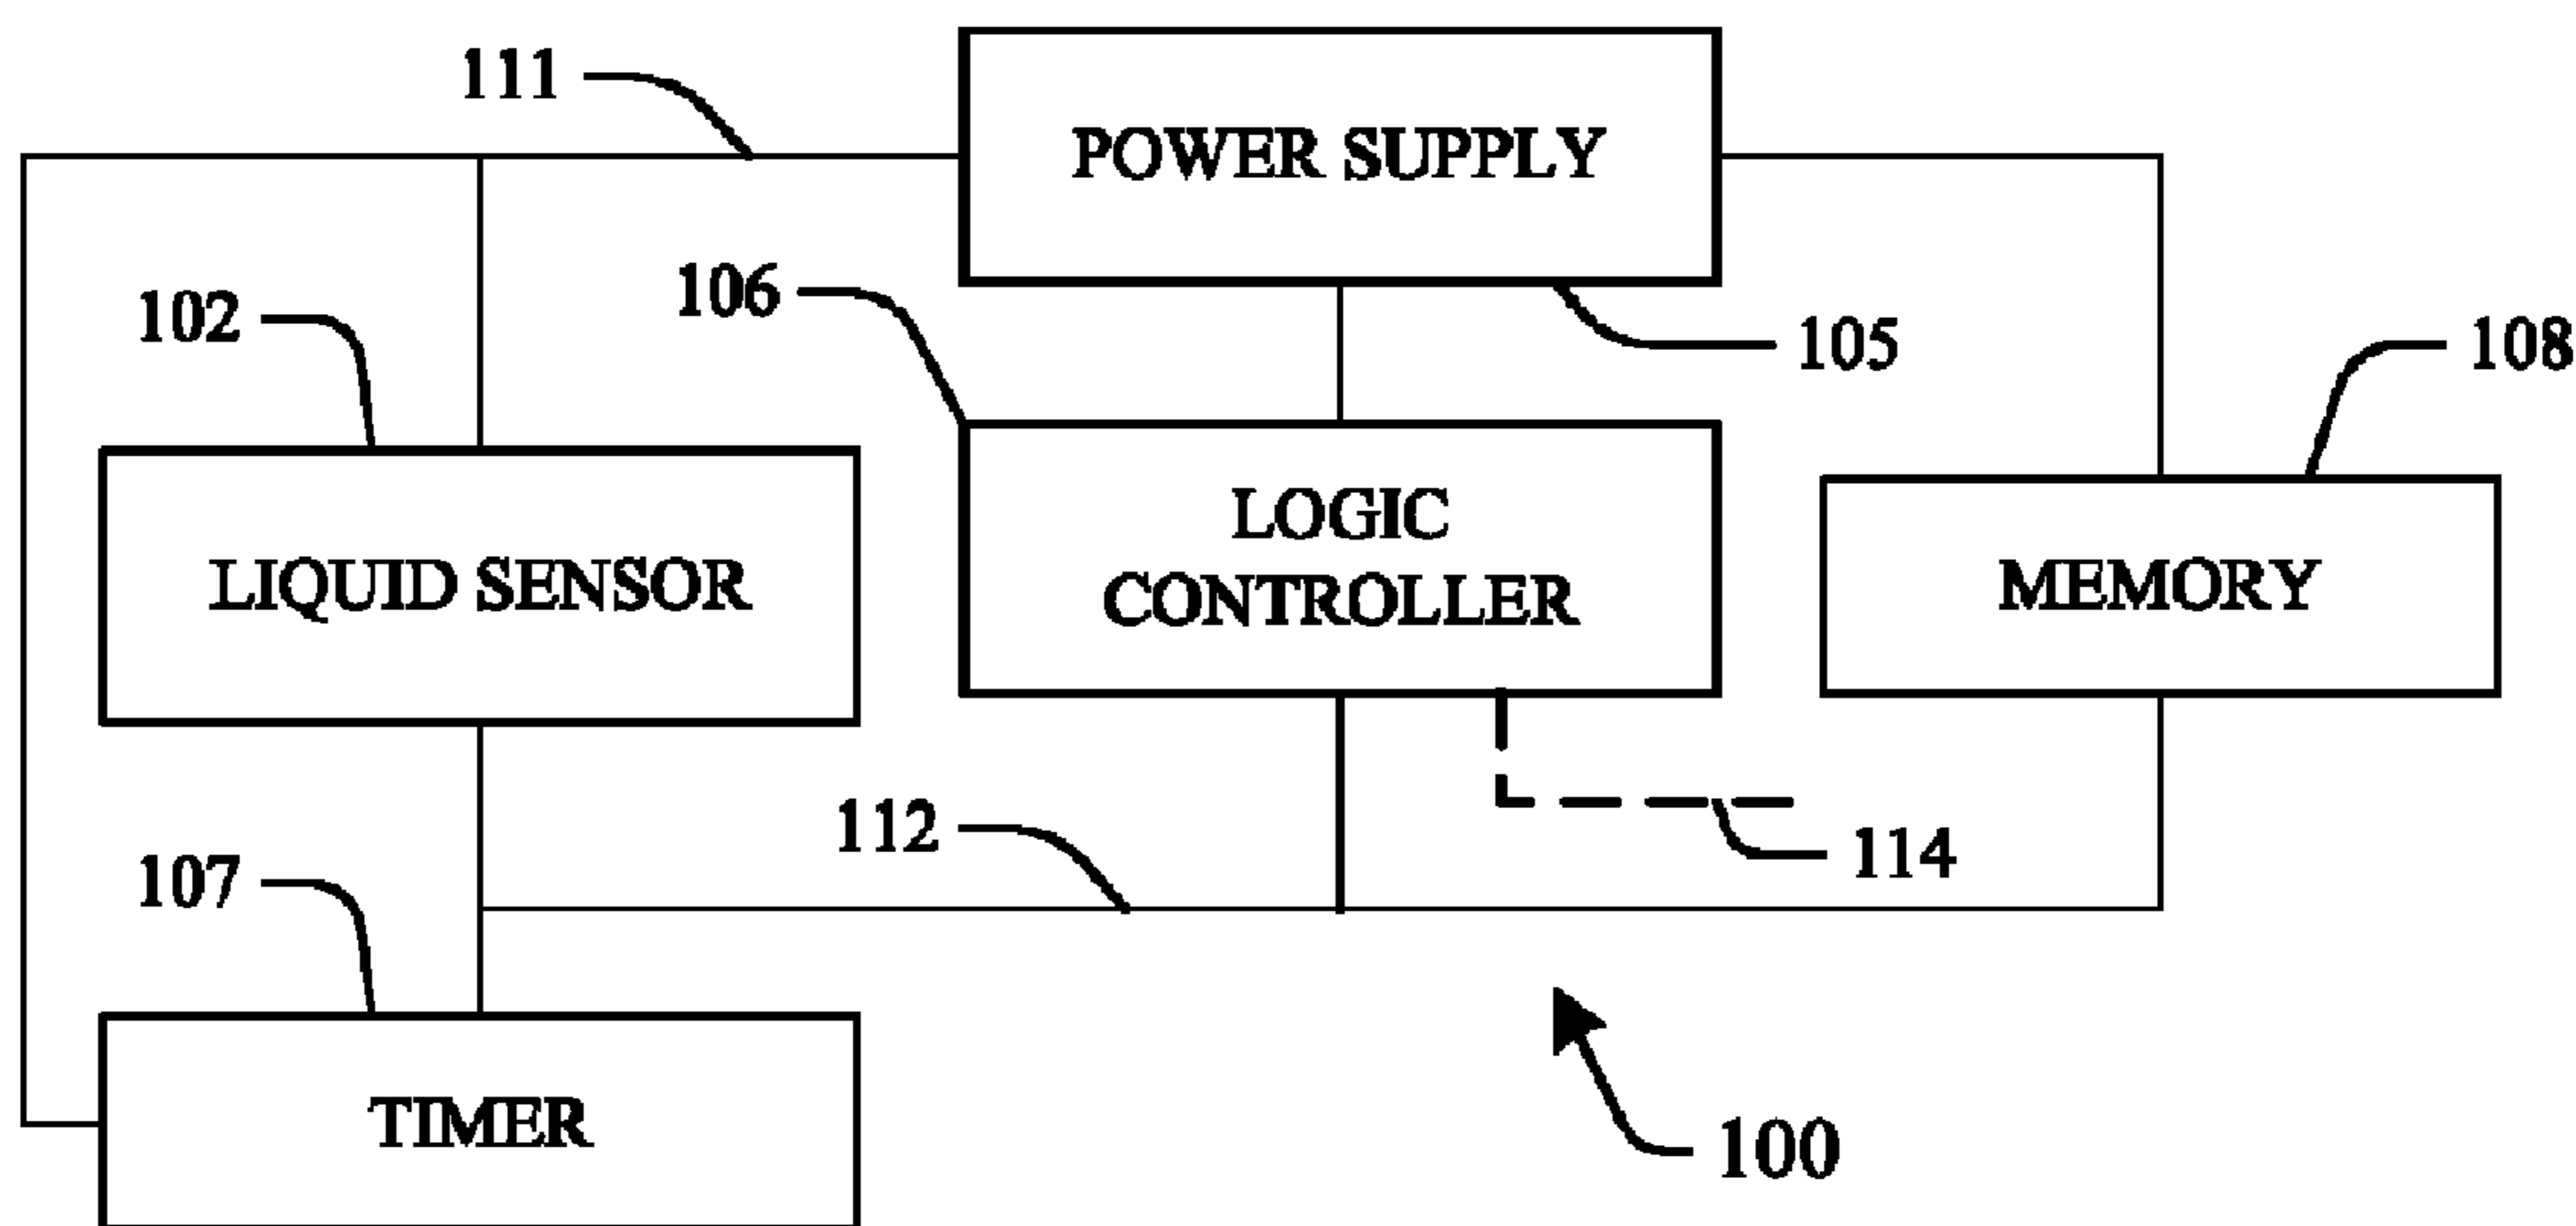 111
POWER SUPPLY
106
102
105
108
LOGIC
CONTROLLER
LIQUID SENSOR
MEMORY
112
114
107
TIMER
100